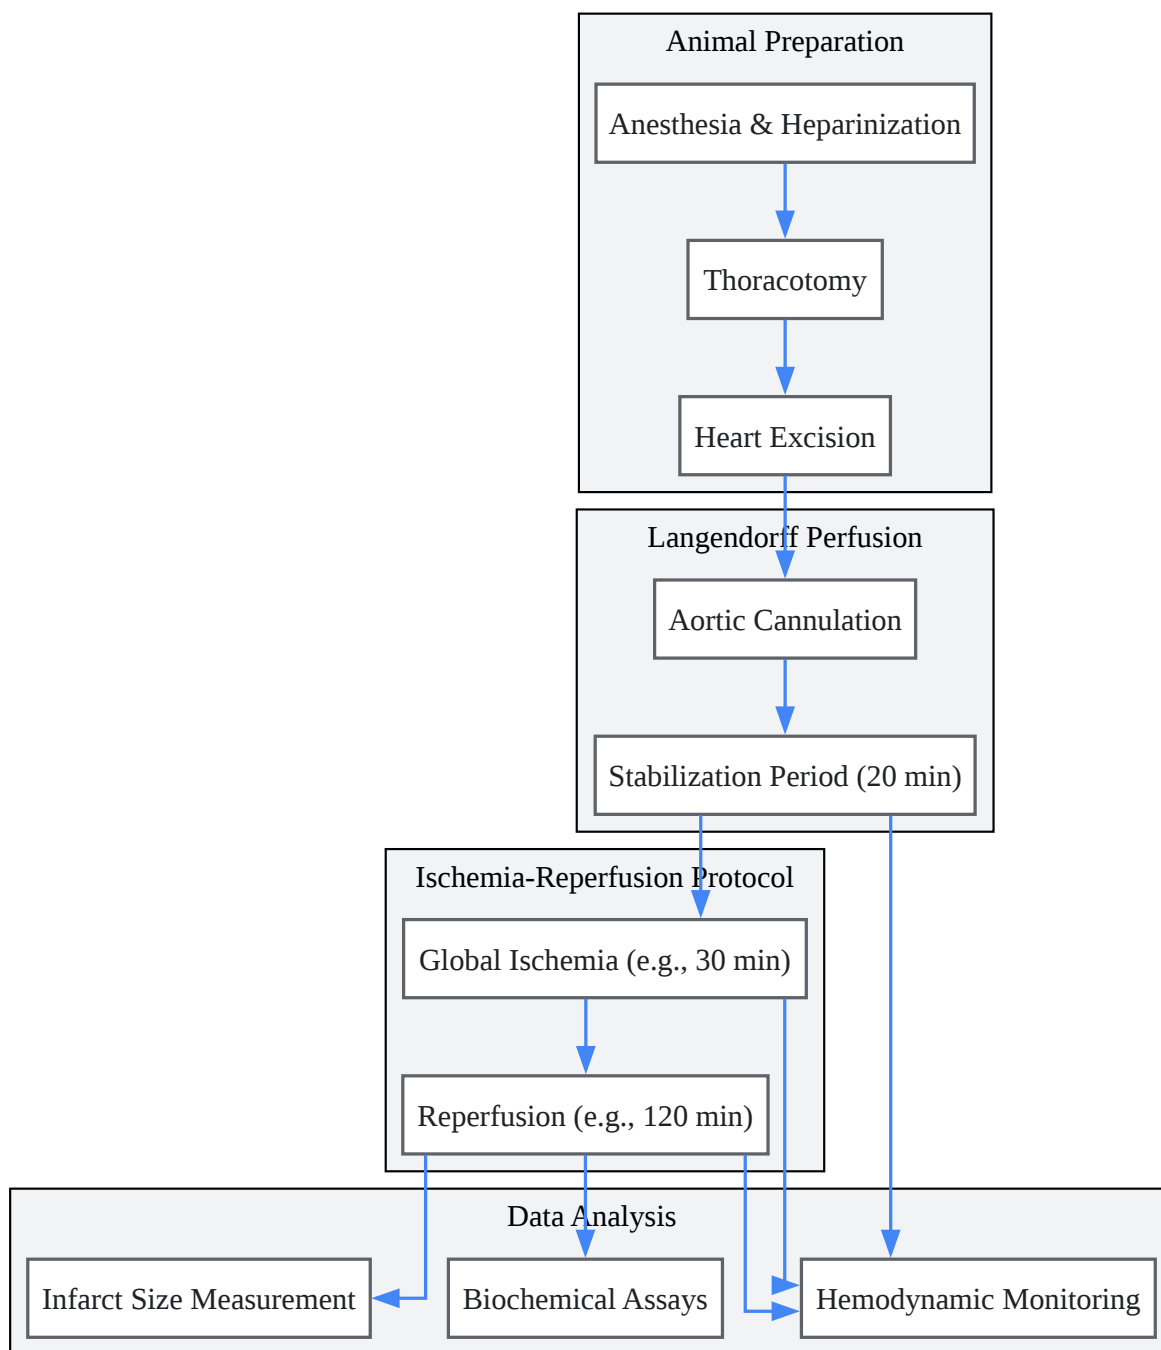 Animal Preparation
Anesthesia & Heparinization
Thoracotomy
Heart Excision
Langendorff Perfusion
Aortic Cannulation
Stabilization Period (20 min)
Ischemia-Reperfusion Protocol
Global Ischemia (e.g., 30 min)
Reperfusion (e.g., 120 min)
Data Analysis
Infarct Size Measurement
Biochemical Assays
Hemodynamic Monitoring